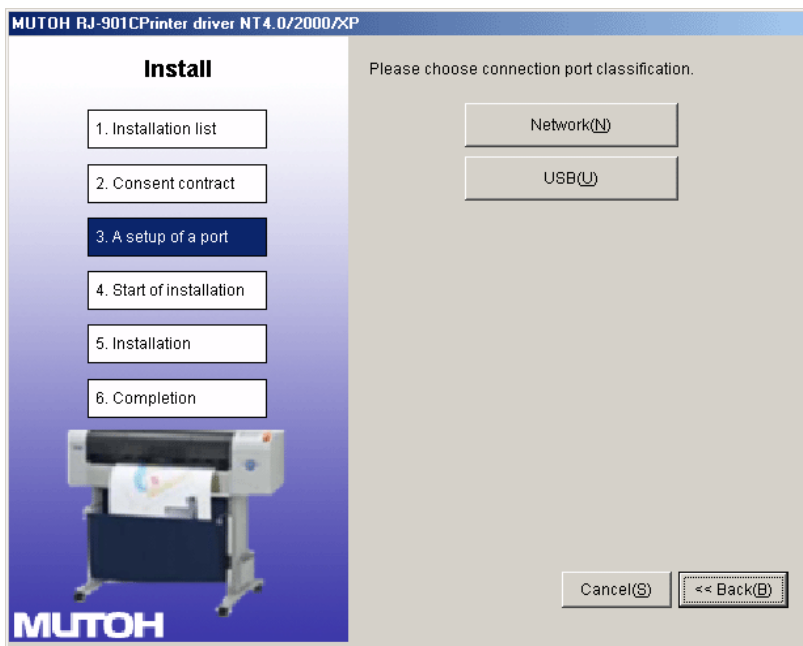 MUTOH RJ-901CPrinter driver NT4.0/2000/XP
Install
1. Installation list
2. Consent contract
3. A setup of a port
4. Start of installation
5. Installation
6. Completion
MUTOH
Please choose connection port classification.
Network(N)
USB(U)
Cancel(S)
<< Back(B)